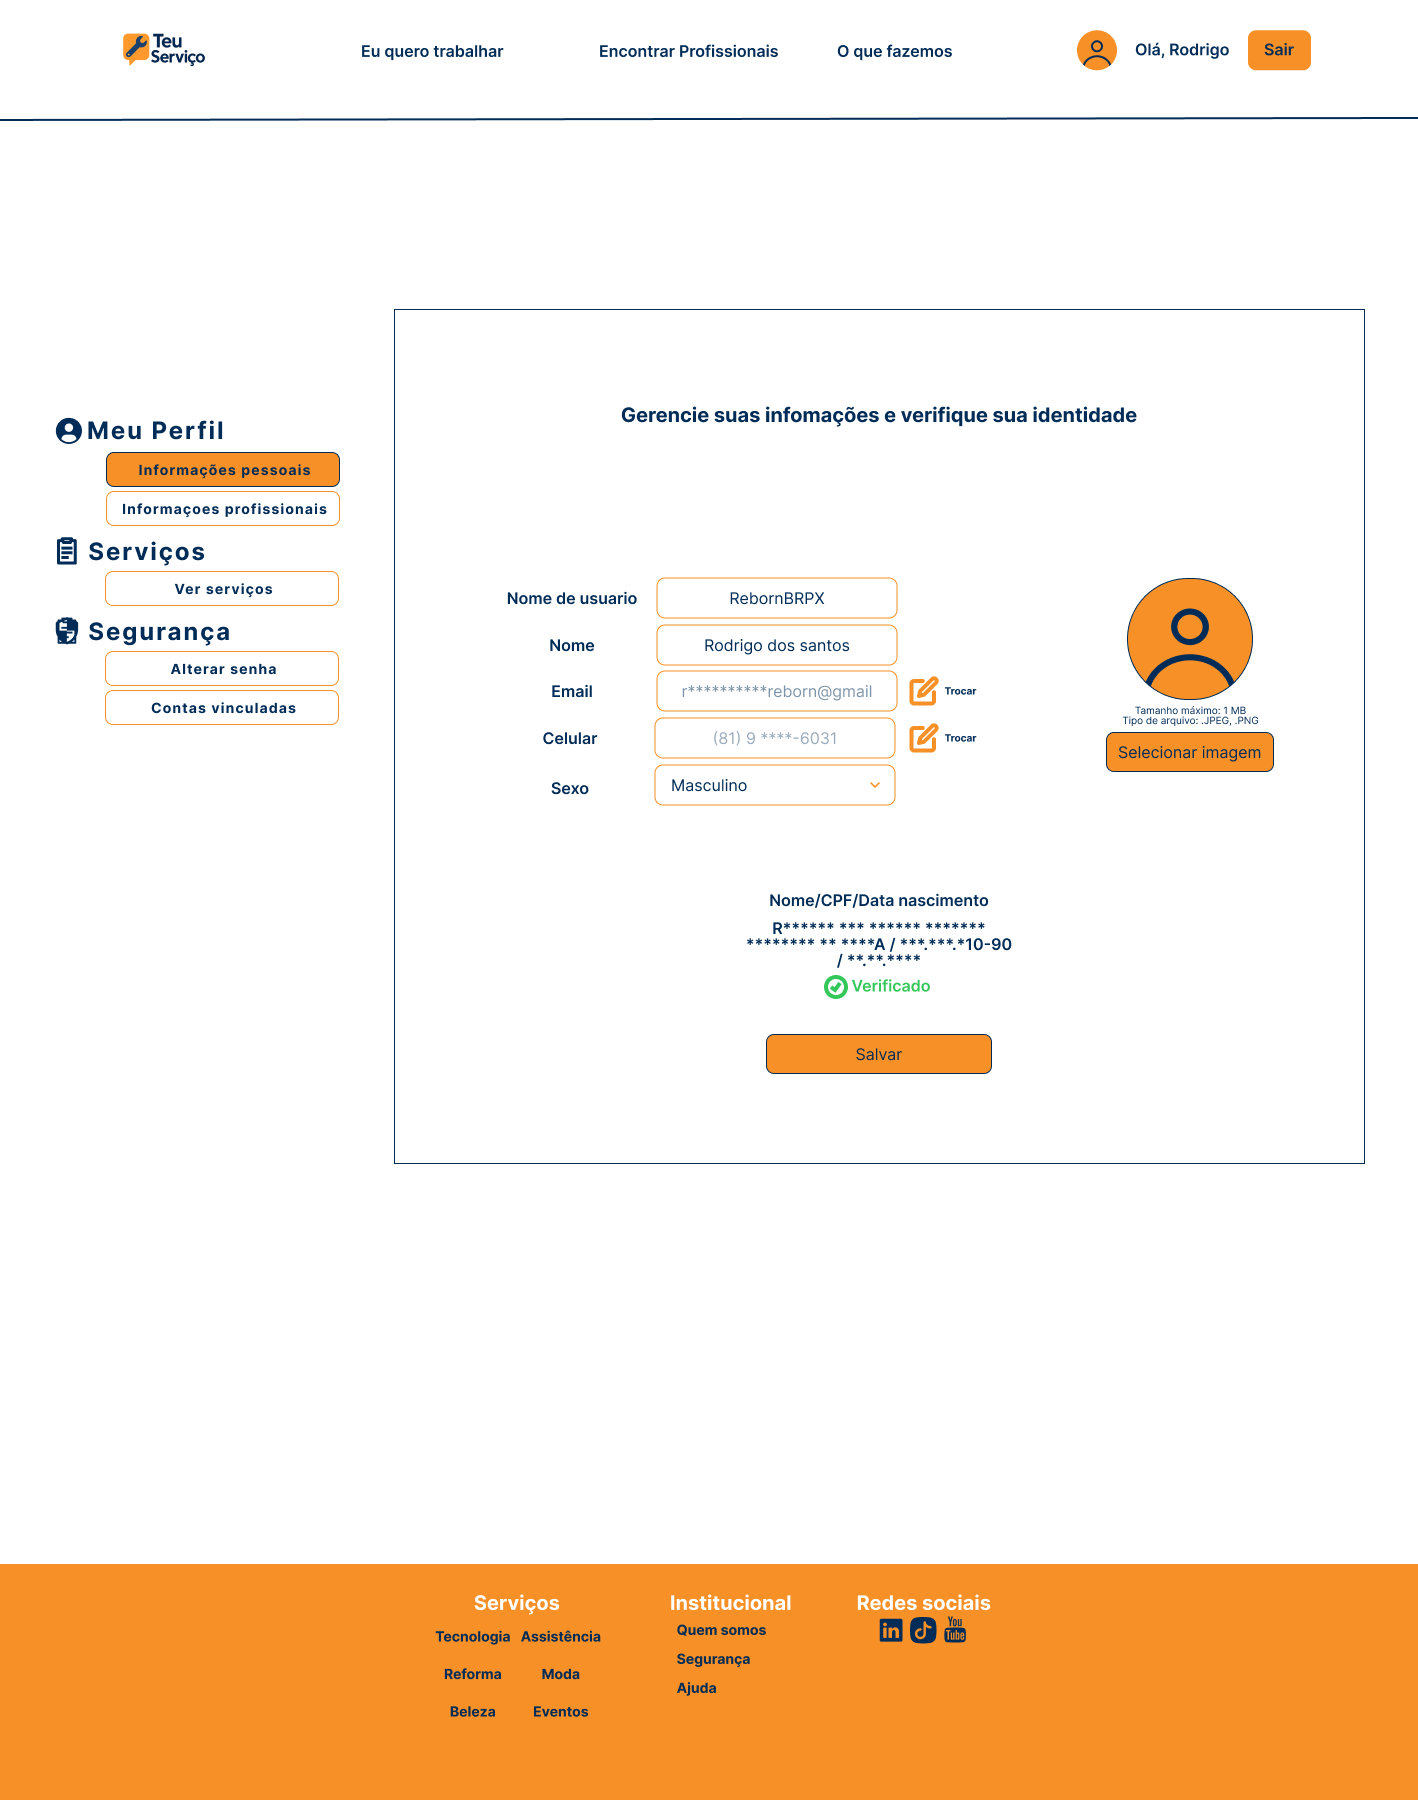 Teu
Serviço
Eu quero trabalhar
Encontrar Profissionais
O que fazemos
Olá, Rodrigo
Sair
Meu Perfil
Informações pessoais
Informaçoes profissionais
Serviços
Ver serviços
Segurança
Alterar senha
Contas vinculadas
Gerencie suas infomações e verifique sua identidade
Nome de usuario
RebornBRPX
Nome
Rodrigo dos santos
Email
r**********reborn@gmail
Trocar
Celular
(81) 9 ****-6031
Trocar
Sexo
Masculino
Tamanho máximo: 1 MB
Tipo de arquivo: .JPEG, .PNG
Selecionar imagem
Nome/CPF/Data nascimento
R****** *** ****** *******
******** ** ****A / ***.***.*10-90
/ **.**.****
Verificado
Salvar
Serviços
Tecnologia
Assistência
Reforma
Moda
Beleza
Eventos
Institucional
Quem somos
Segurança
Ajuda
Redes sociais
in
You
Tube